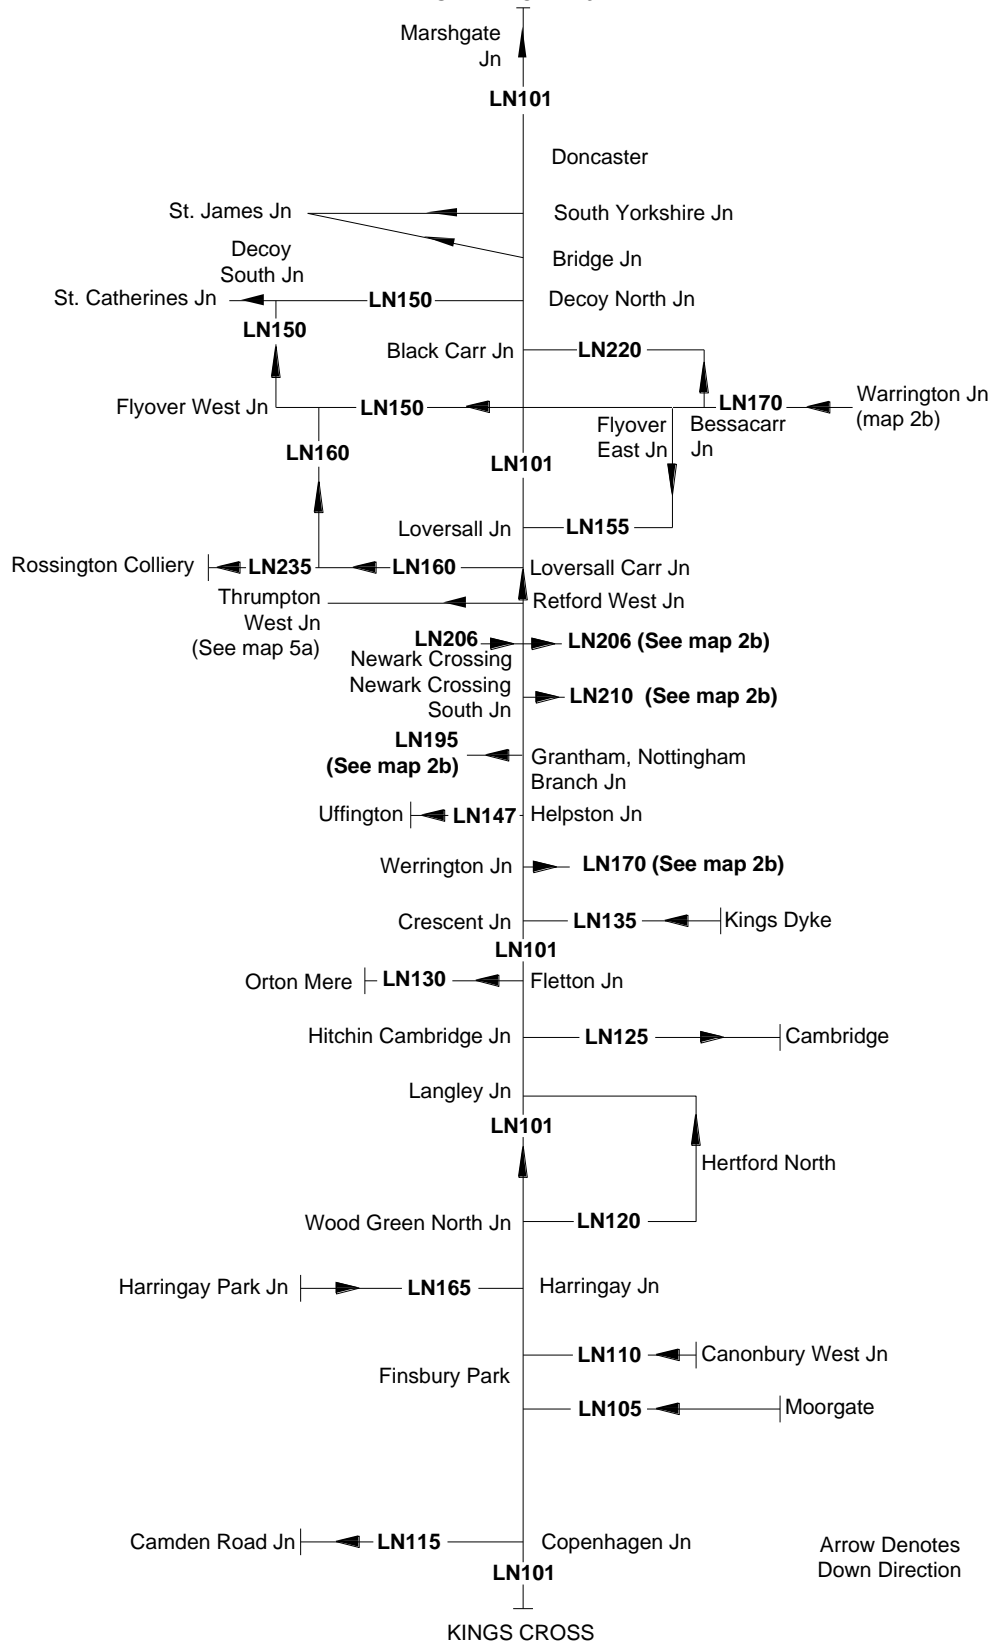 Marshgate
Jn
LN101
Doncaster
St. James Jn
South Yorkshire Jn
Decoy
South Jn
Bridge Jn
St. Catherines Jn
LN150
Decoy North Jn
LN150
Black Carr Jn
LN220
Flyover West Jn
LN150
LN170
Warrington Jn
(map 2b)
Flyover
East Jn
Bessacarr
Jn
LN160
LN101
Loversall Jn
LN155
Rossington Colliery
LN235
LN160
Loversall Carr Jn
Thrumpton
West Jn
(See map 5a)
Retford West Jn
LN206
LN206 (See map 2b)
Newark Crossing
Newark Crossing
South Jn
LN210 (See map 2b)
LN195
(See map 2b)
Grantham, Nottingham
Branch Jn
Uffington
LN147
Helpston Jn
Werrington Jn
LN170 (See map 2b)
Crescent Jn
LN135
Kings Dyke
LN101
Orton Mere
LN130
Fletton Jn
Hitchin Cambridge Jn
LN125
Cambridge
Langley Jn
LN101
Hertford North
Wood Green North Jn
LN120
Harringay Park Jn
LN165
Harringay Jn
LN110
Canonbury West Jn
Finsbury Park
LN105
Moorgate
Camden Road Jn
LN115
Copenhagen Jn
Arrow Denotes
Down Direction
LN101
KINGS CROSS